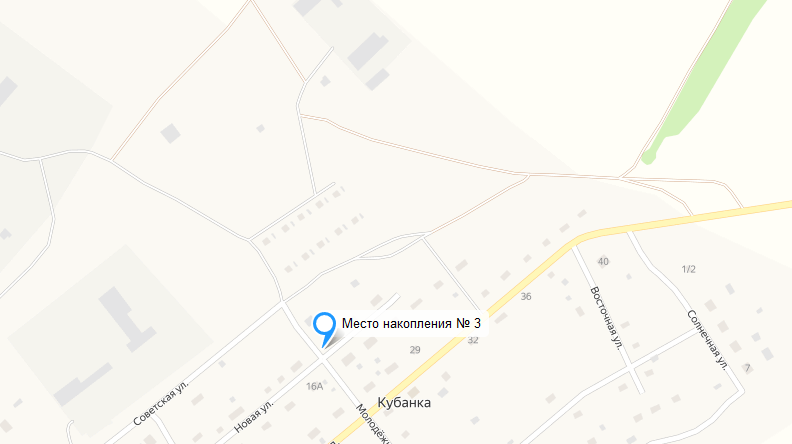 40
1/2
36
Восточная ул.
Солнечная ул.
Место накопления № 3
32
29
7
16А
Советская ул.
Новая ул.
Кубанка